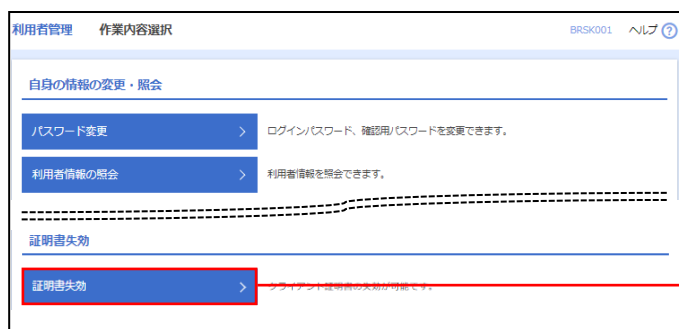 利用者管理 作業内容選択 BRSK001 ヘルプ ?
自身の情報の変更・照会
パスワード変更 ログインパスワード、確認用パスワードを変更できます。
利用者情報の照会 利用者情報を照会できます。
証明書失効
証明書失効 クライアント証明書の失効が可能です。